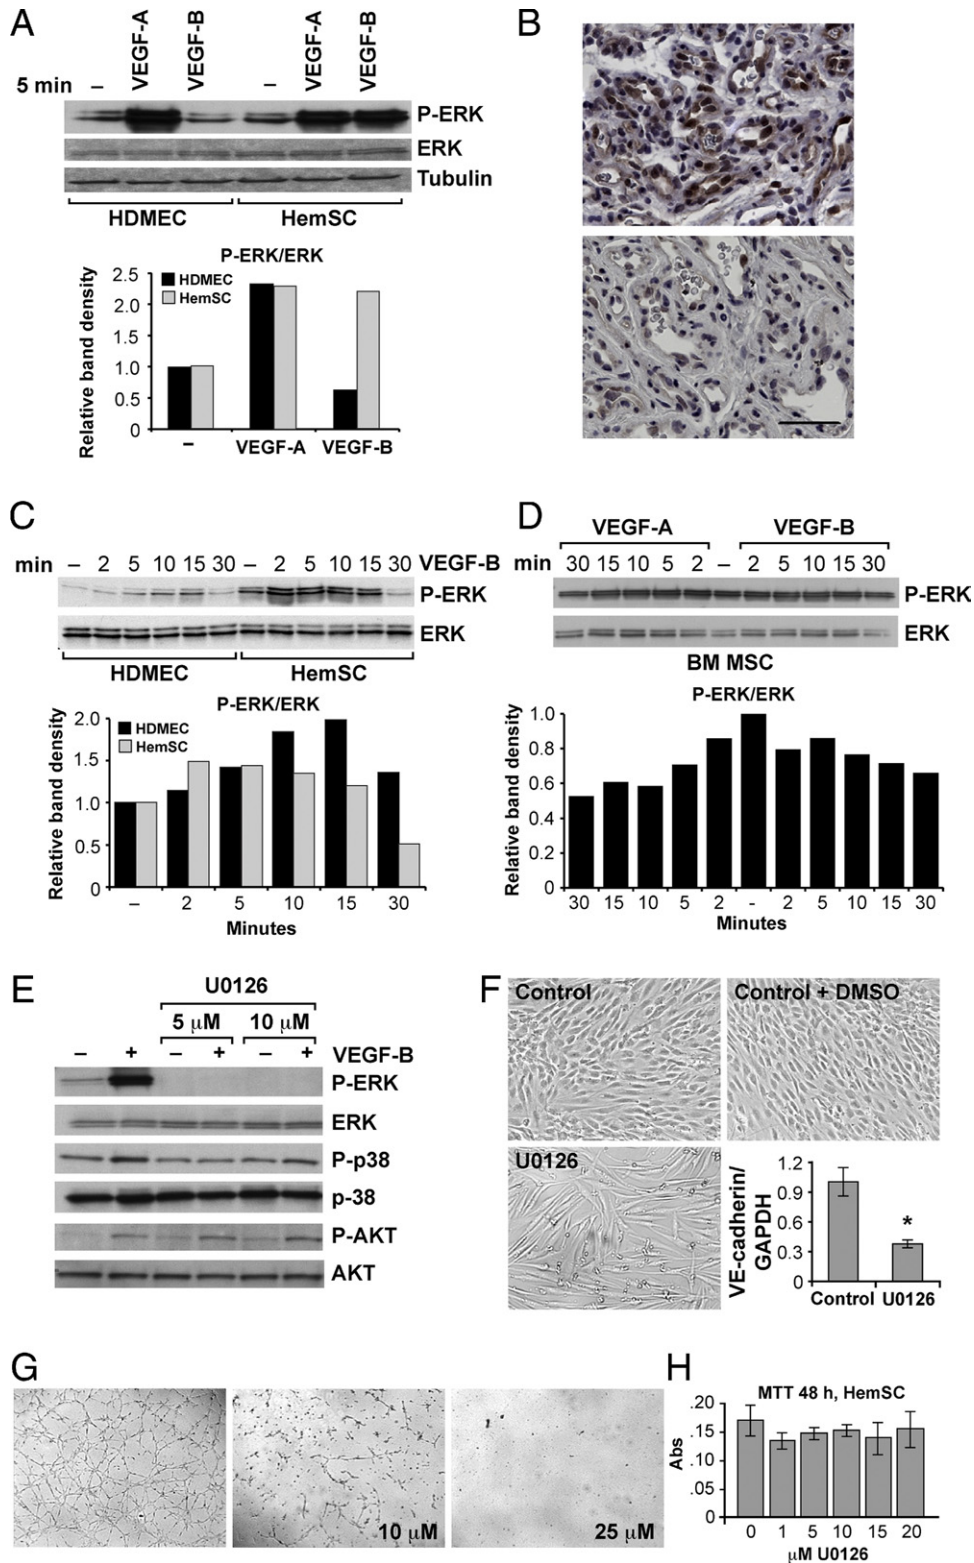 A
5 min – VEGF-A VEGF-B – VEGF-A VEGF-B
P-ERK
ERK
Tubulin
HDMEC HemSC
P-ERK/ERK
Relative band density
2.5
2.0
1.5
1.0
0.5
0
HDMEC
HemSC
– VEGF-A VEGF-B
B
C
min – 2 5 10 15 30 – 2 5 10 15 30 VEGF-B
P-ERK
ERK
HDMEC HemSC
P-ERK/ERK
Relative band density
2.0
1.5
1.0
0.5
0
HDMEC
HemSC
– 2 5 10 15 30
Minutes
D
VEGF-A VEGF-B
min 30 15 10 5 2 – 2 5 10 15 30
P-ERK
ERK
BM MSC
P-ERK/ERK
Relative band density
1.0
0.8
0.6
0.4
0.2
0
30 15 10 5 2 - 2 5 10 15 30
Minutes
E
U0126
5 µM 10 µM
– + – + – + VEGF-B
P-ERK
ERK
P-p38
p-38
P-AKT
AKT
F
Control
Control + DMSO
U0126
VE-cadherin/
GAPDH
1.2
0.9
0.6
0.3
0
*
Control U0126
G
10 µM
25 µM
H
MTT 48 h, HemSC
Abs
.20
.15
.10
.05
0
0 1 5 10 15 20
µM U0126